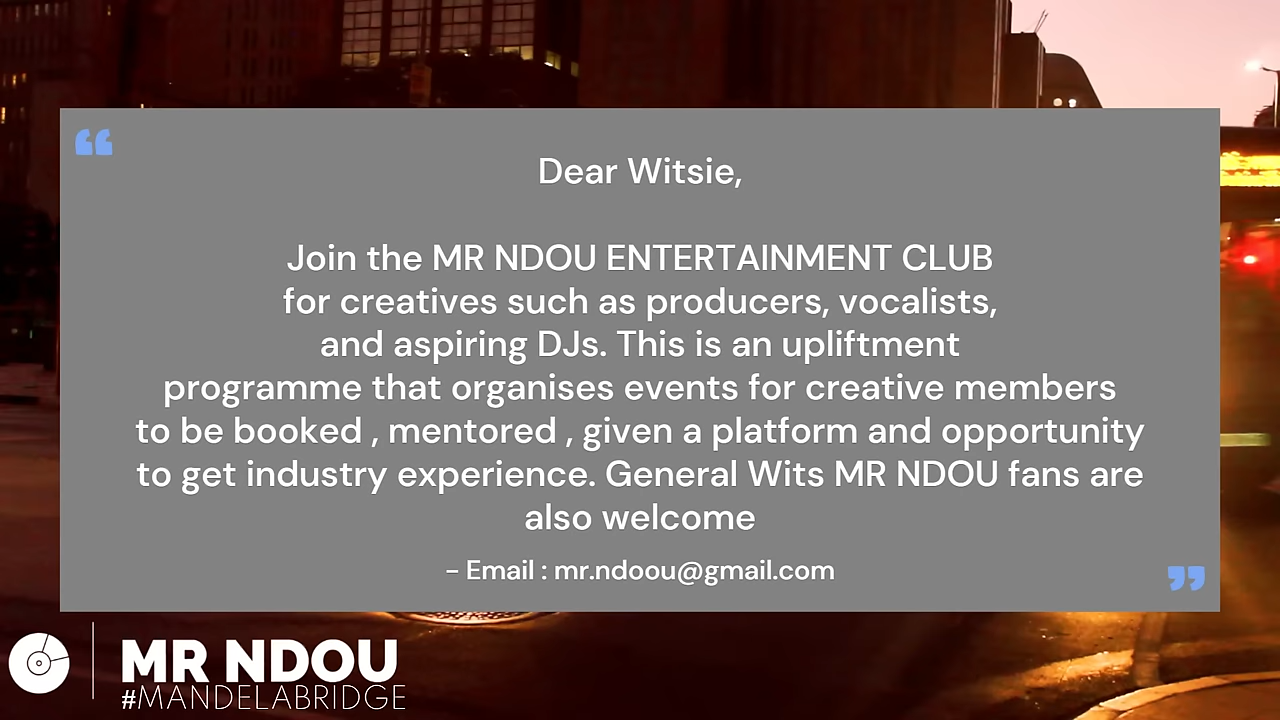 “
Dear Witsie,
Join the MR NDOU ENTERTAINMENT CLUB
for creatives such as producers, vocalists,
and aspiring DJs. This is an upliftment
programme that organises events for creative members
to be booked , mentored , given a platform and opportunity
to get industry experience. General Wits MR NDOU fans are
also welcome
– Email : mr.ndoou@gmail.com
”
MR NDOU
#MANDELABRIDGE